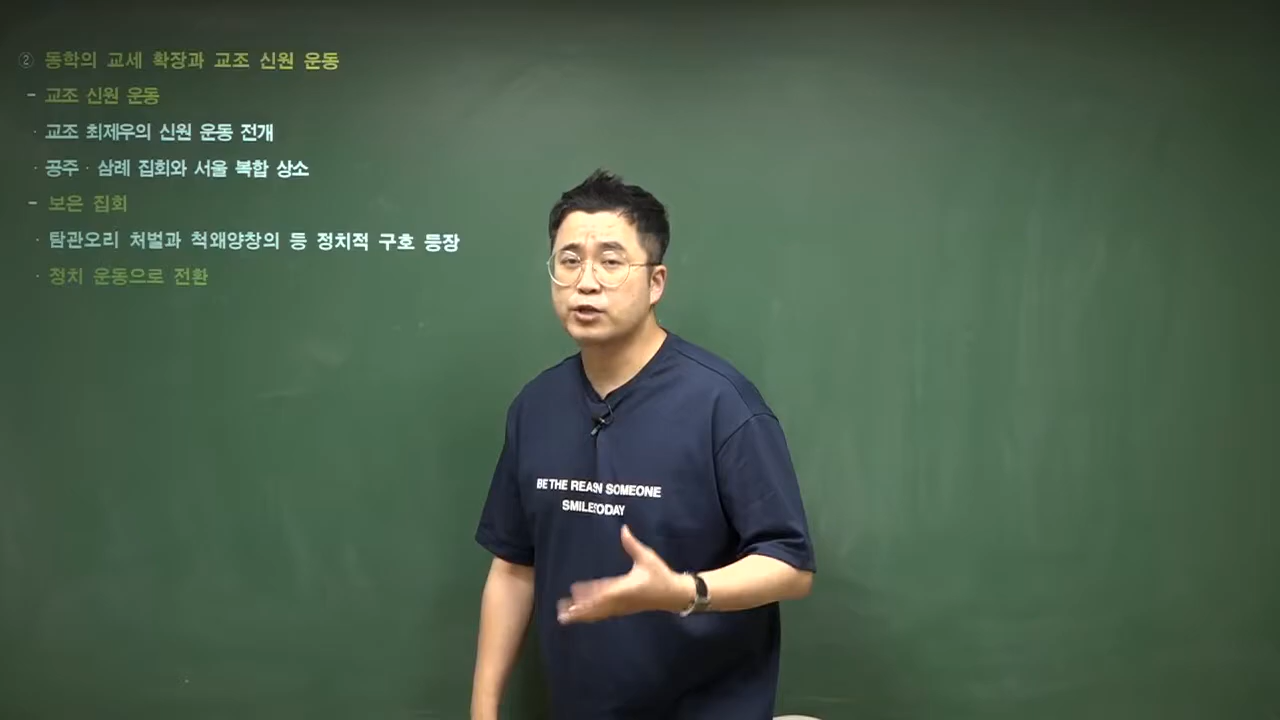 ② 동학의 교세 확장과 교조 신원 운동
- 교조 신원 운동
· 교조 최제우의 신원 운동 전개
· 공주 · 삼례 집회와 서울 복합 상소
- 보은 집회
· 탐관오리 처벌과 척왜양창의 등 정치적 구호 등장
· 정치 운동으로 전환
BE THE REASN SOMEONE
SMILES ODAY